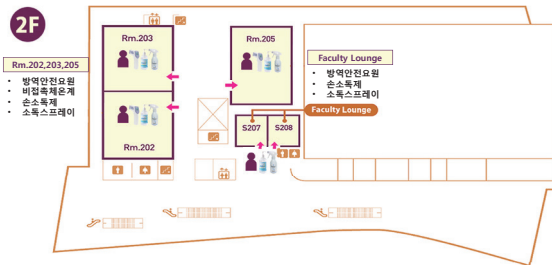 2F
Rm.202,203,205
• 방역안전요원
• 비접촉체온계
• 손소독제
• 소독스프레이
Rm.203
Rm.202
Rm.205
S207
S208
Faculty Lounge
• 방역안전요원
• 손소독제
• 소독스프레이
Faculty Lounge